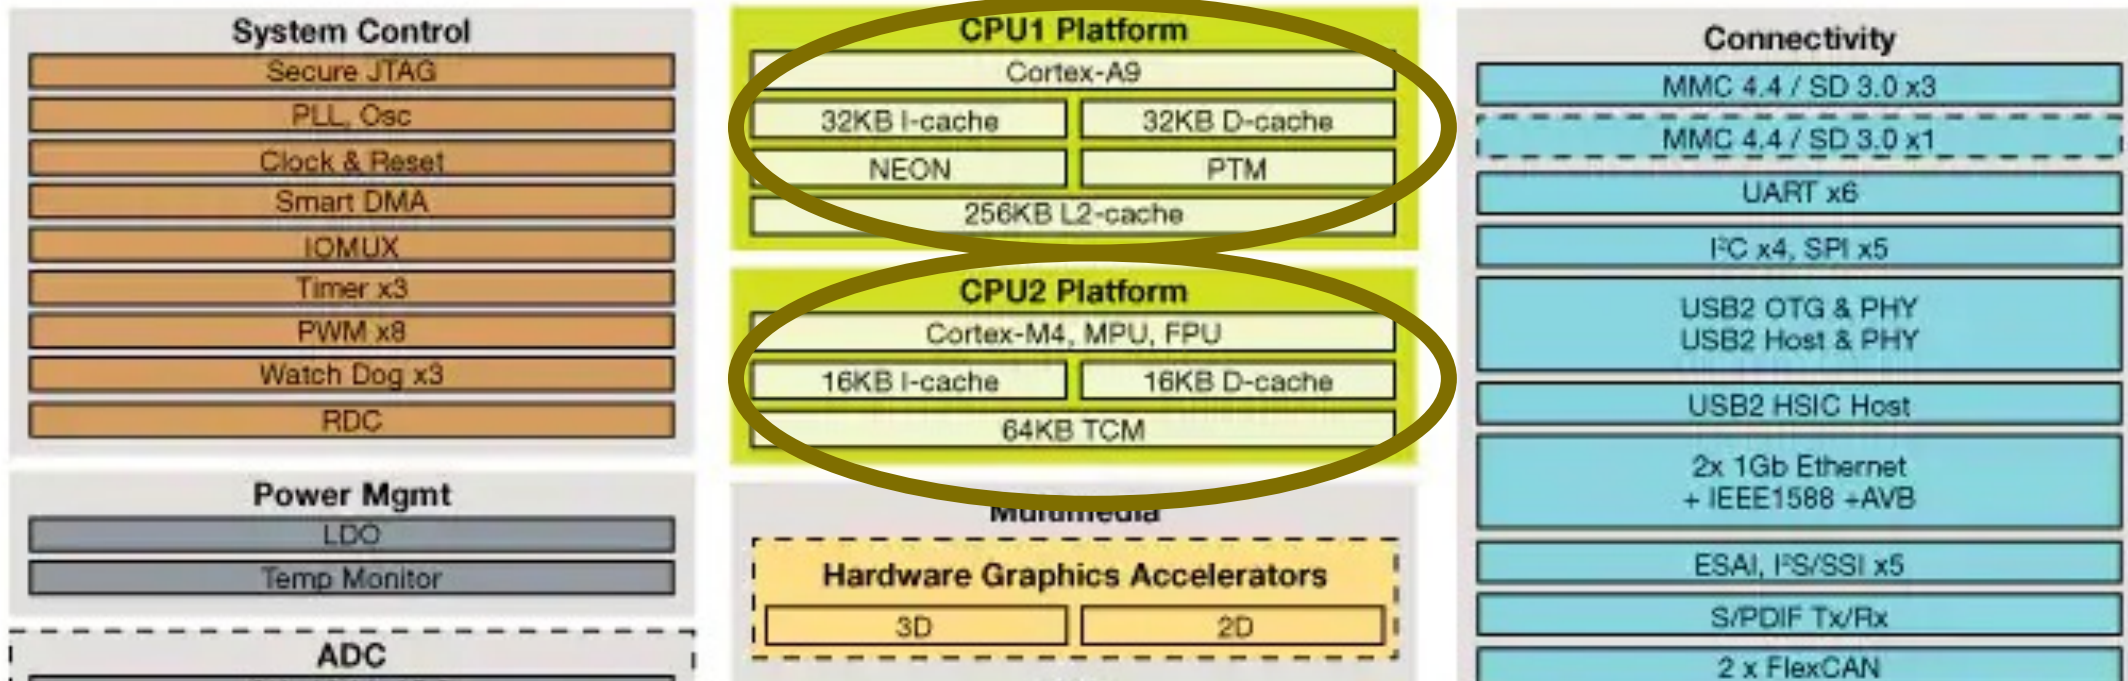 System Control
Secure JTAG
PLL, Osc
Clock & Reset
Smart DMA
IOMUX
Timer x3
PWM x8
Watch Dog x3
RDC
Power Mgmt
LDO
Temp Monitor
ADC
CPU1 Platform
Cortex-A9
32KB I-cache
32KB D-cache
NEON
PTM
256KB L2-cache
CPU2 Platform
Cortex-M4, MPU, FPU
16KB I-cache
16KB D-cache
64KB TCM
Multimedia
Hardware Graphics Accelerators
3D
2D
Connectivity
MMC 4.4 / SD 3.0 x3
MMC 4.4 / SD 3.0 x1
UART x6
I²C x4, SPI x5
USB2 OTG & PHY
USB2 Host & PHY
USB2 HSIC Host
2x 1Gb Ethernet
+ IEEE1588 +AVB
ESAI, I²S/SSI x5
S/PDIF Tx/Rx
2 x FlexCAN